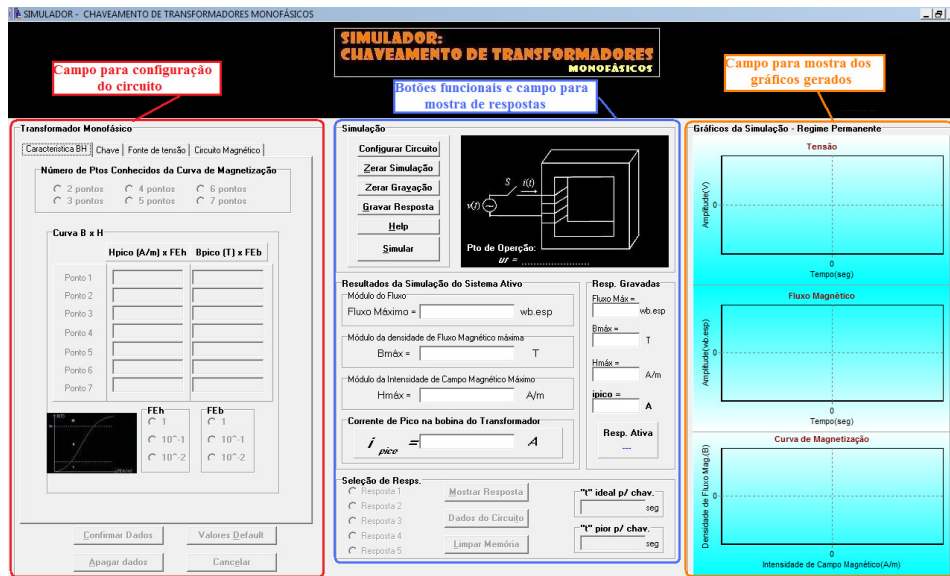 SIMULADOR - CHAVEAMENTO DE TRANSFORMADORES MONOFÁSICOS
SIMULADOR:
CHAVEAMENTO DE TRANSFORMADORES
MONOFÁSICOS
Campo para configuração
do circuito
Botões funcionais e campo para
mostra de respostas
Campo para mostra dos
gráficos gerados
Transformador Monofásico
Caracteristica BH
Chave
Fonte de tensão
Circuito Magnético
Número de Ptos Conhecidos da Curva de Magnetização
2 pontos
4 pontos
6 pontos
3 pontos
5 pontos
7 pontos
Curva B x H
Hpico (A/m) x FEh
Bpico (T) x FEb
Ponto 1
Ponto 2
Ponto 3
Ponto 4
Ponto 5
Ponto 6
Ponto 7
FEh
1
10^-1
10^-2
FEb
1
10^-1
10^-2
Confirmar Dados
Valores Default
Apagar dados
Cancelar
Simulação
Configurar Circuito
Zerar Simulação
Zerar Gravação
Gravar Resposta
Help
Simular
S
i(t)
v(t)
Pto de Operção:
ur = ......................
Resultados da Simulação do Sistema Ativo
Módulo do Fluxo
Fluxo Máximo =
wb.esp
Módulo da densidade de Fluxo Magnético máxima
Bmáx =
T
Módulo da Intensidade de Campo Magnético Máximo
Hmáx =
A/m
Corrente de Pico na bobina do Transformador
i pico =
A
Resp. Gravadas
Fluxo Máx =
wb.esp
Bmáx =
T
Hmáx =
A/m
ipico =
A
Resp. Ativa
---
Seleção de Resps.
Resposta 1
Resposta 2
Resposta 3
Resposta 4
Resposta 5
Mostrar Resposta
Dados do Circuito
Limpar Memória
"t" ideal p/ chav.
seg
"t" pior p/ chav.
seg
Gráficos da Simulação - Regime Permanente
Tensão
Amplitude(V)
0
0
Tempo(seg)
Fluxo Magnético
Amplitude(wb.esp)
0
0
Tempo(seg)
Curva de Magnetização
Densidade de Fluxo Mag.(B)
0
0
Intensidade de Campo Magnético(A/m)